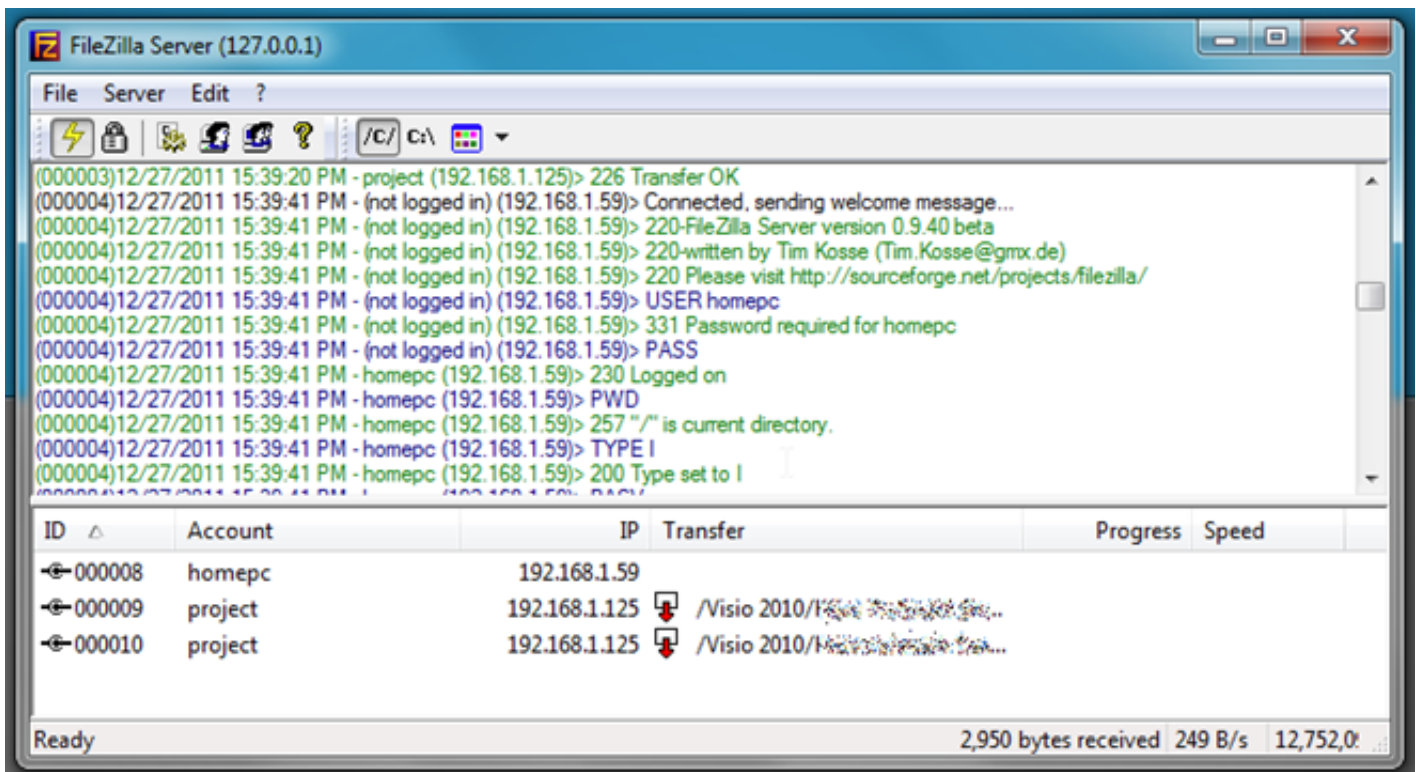 FileZilla Server (127.0.0.1)
File Server Edit ?
/C/ C:\
(000003)12/27/2011 15:39:20 PM - project (192.168.1.125)> 226 Transfer OK
(000004)12/27/2011 15:39:41 PM - (not logged in) (192.168.1.59)> Connected, sending welcome message...
(000004)12/27/2011 15:39:41 PM - (not logged in) (192.168.1.59)> 220-FileZilla Server version 0.9.40 beta
(000004)12/27/2011 15:39:41 PM - (not logged in) (192.168.1.59)> 220-written by Tim Kosse (Tim.Kosse@gmx.de)
(000004)12/27/2011 15:39:41 PM - (not logged in) (192.168.1.59)> 220 Please visit http://sourceforge.net/projects/filezilla/
(000004)12/27/2011 15:39:41 PM - (not logged in) (192.168.1.59)> USER homepc
(000004)12/27/2011 15:39:41 PM - (not logged in) (192.168.1.59)> 331 Password required for homepc
(000004)12/27/2011 15:39:41 PM - (not logged in) (192.168.1.59)> PASS
(000004)12/27/2011 15:39:41 PM - homepc (192.168.1.59)> 230 Logged on
(000004)12/27/2011 15:39:41 PM - homepc (192.168.1.59)> PWD
(000004)12/27/2011 15:39:41 PM - homepc (192.168.1.59)> 257 "/" is current directory.
(000004)12/27/2011 15:39:41 PM - homepc (192.168.1.59)> TYPE I
(000004)12/27/2011 15:39:41 PM - homepc (192.168.1.59)> 200 Type set to I
ID Account IP Transfer Progress Speed
000008 homepc 192.168.1.59
000009 project 192.168.1.125 /Visio 2010/
000010 project 192.168.1.125 /Visio 2010/
Ready 2,950 bytes received 249 B/s 12,752,0